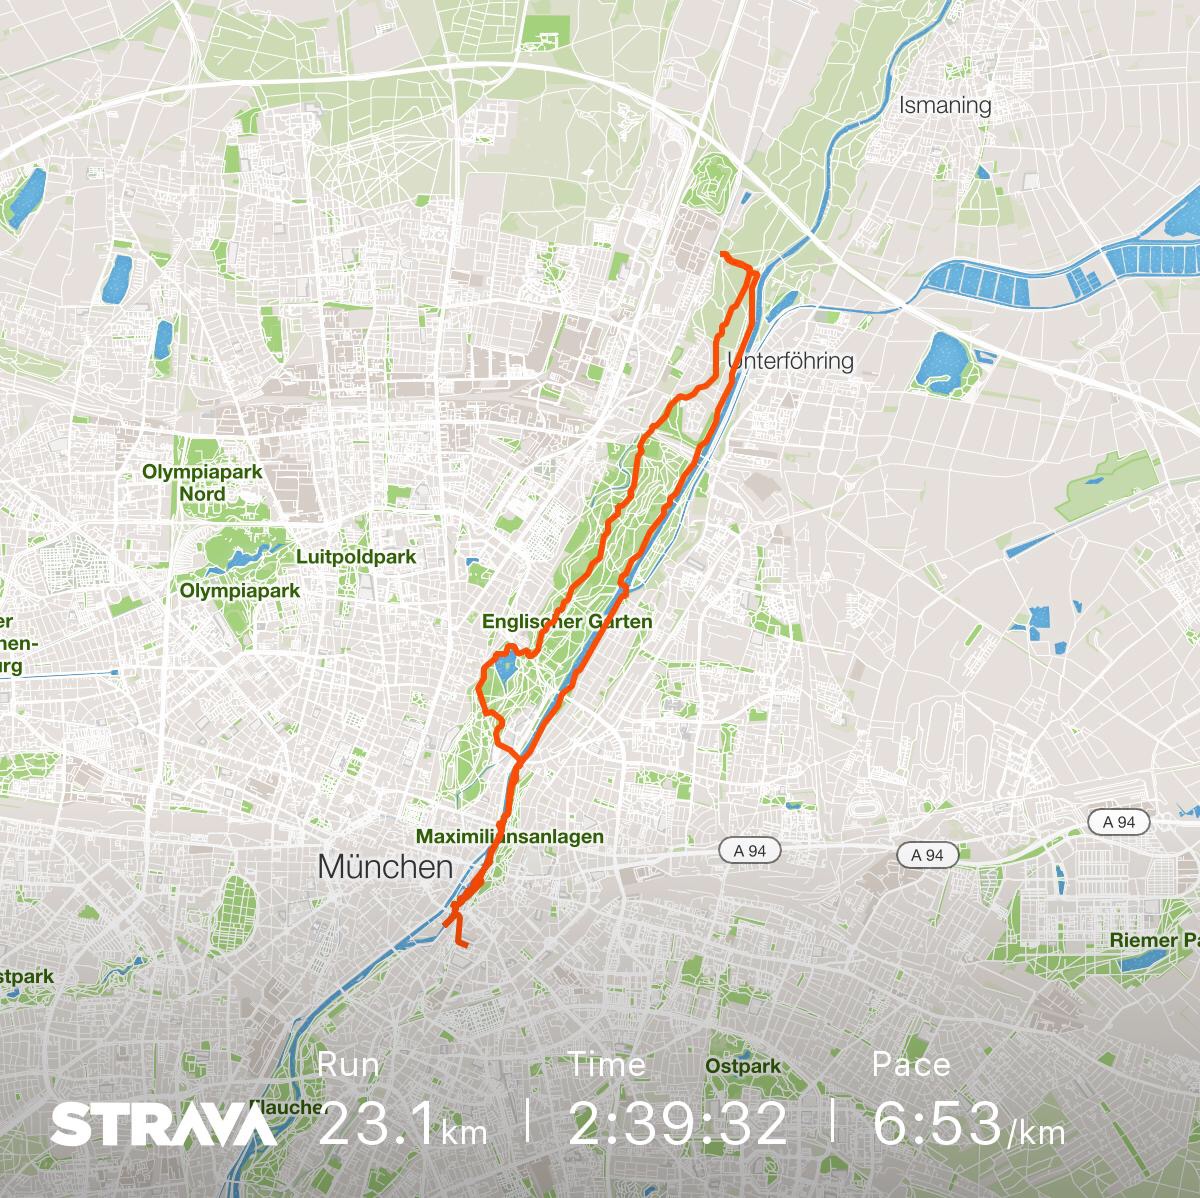 Ismaning
Unterföhring
Olympiapark
Nord
Luitpoldpark
Olympiapark
Englischer Garten
er
hen-
urg
Maximiliansanlagen
A 94
A 94
A 94
München
Riemer Pa
stpark
Ostpark
Flaucher
Run
Time
Pace
STRAVA
23.1km
2:39:32
6:53/km